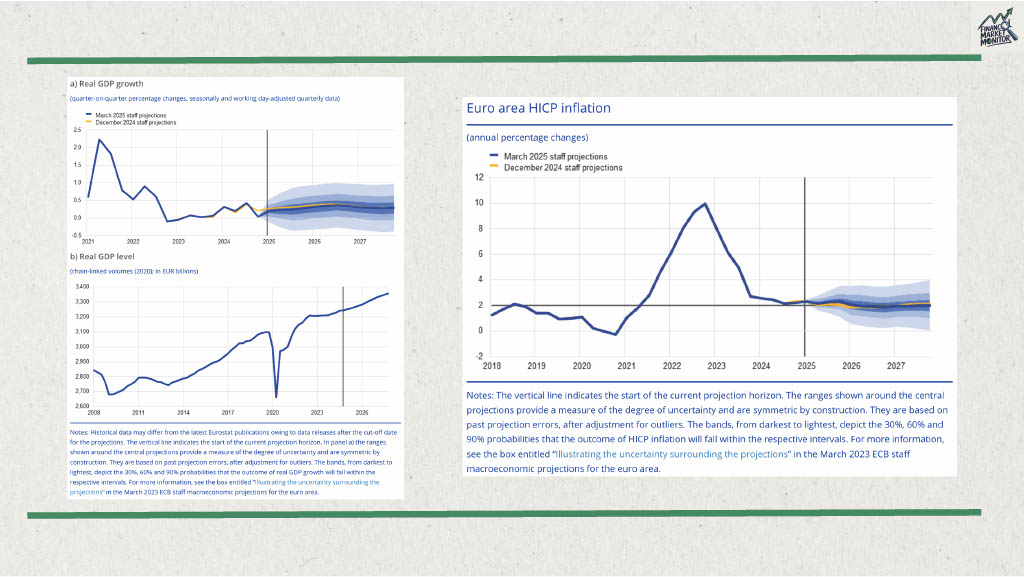 FINANCIAL
MARKET
MONITOR
a) Real GDP growth
(quarter-on-quarter percentage changes, seasonally and working day-adjusted quarterly data)
March 2025 staff projections
December 2024 staff projections
2.5
2.0
1.5
1.0
0.5
0.0
-0.5
2021 2022 2023 2024 2025 2026 2027
b) Real GDP level
(chain-linked volumes (2020); in EUR billions)
3,400
3,300
3,200
3,100
3,000
2,900
2,800
2,700
2,600
2008 2011 2014 2017 2020 2023 2026
Notes: Historical data may differ from the latest Eurostat publications owing to data releases after the cut-off date
for the projections. The vertical line indicates the start of the current projection horizon. In panel a) the ranges
shown around the central projections provide a measure of the degree of uncertainty and are symmetric by
construction. They are based on past projection errors, after adjustment for outliers. The bands, from darkest to
lightest, depict the 30%, 60% and 90% probabilities that the outcome of real GDP growth will fall within the
respective intervals. For more information, see the box entitled "Illustrating the uncertainty surrounding the
projections" in the March 2023 ECB staff macroeconomic projections for the euro area.
Euro area HICP inflation
(annual percentage changes)
March 2025 staff projections
December 2024 staff projections
12
10
8
6
4
2
0
-2
2018 2019 2020 2021 2022 2023 2024 2025 2026 2027
Notes: The vertical line indicates the start of the current projection horizon. The ranges shown around the central
projections provide a measure of the degree of uncertainty and are symmetric by construction. They are based on
past projection errors, after adjustment for outliers. The bands, from darkest to lightest, depict the 30%, 60% and
90% probabilities that the outcome of HICP inflation will fall within the respective intervals. For more information,
see the box entitled "Illustrating the uncertainty surrounding the projections" in the March 2023 ECB staff
macroeconomic projections for the euro area.